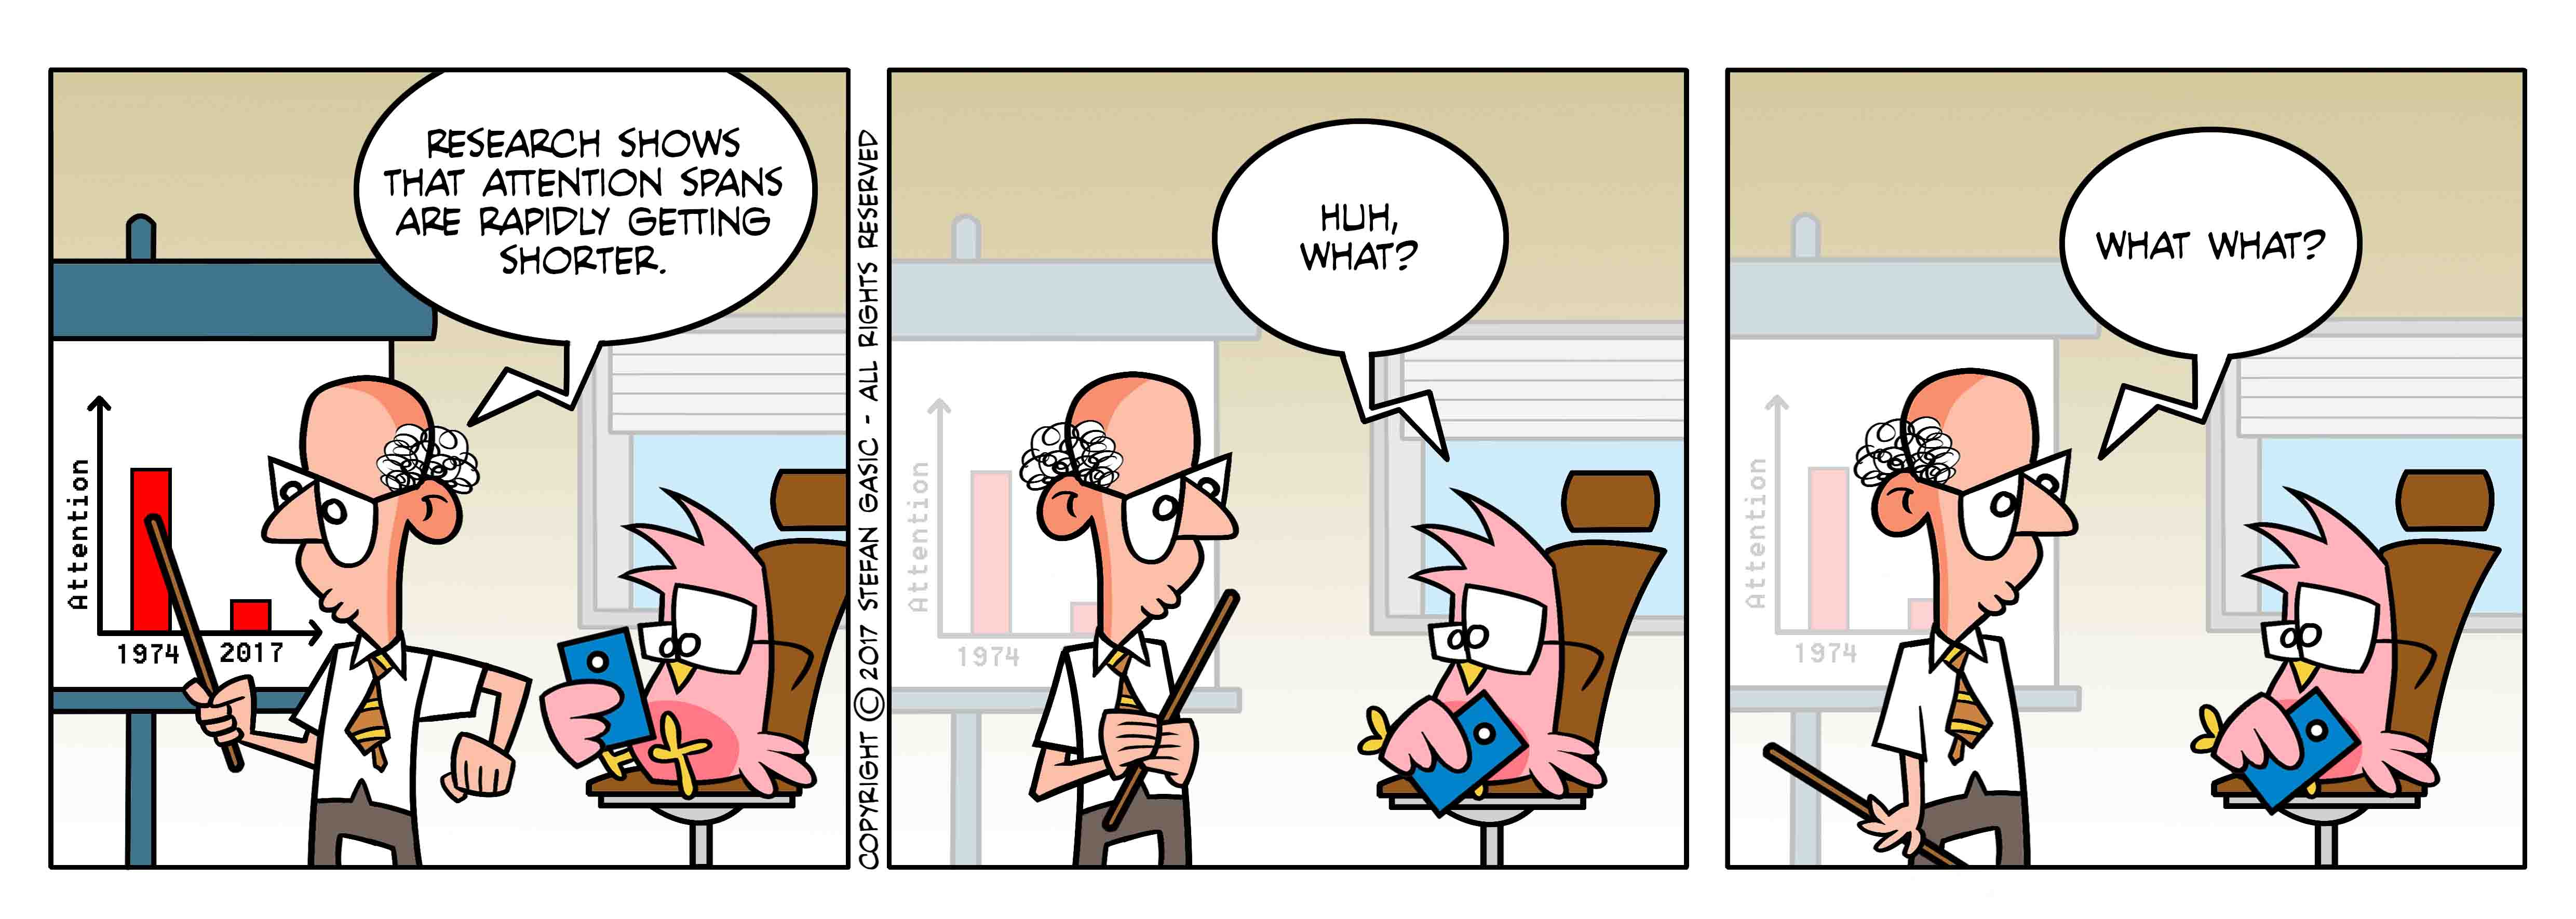 RESEARCH SHOWS
THAT ATTENTION SPANS
ARE RAPIDLY GETTING
SHORTER.
Attention
1974
2017
COPYRIGHT © 2017 STEFAN GASIC - ALL RIGHTS RESERVED
HUH,
WHAT?
Attention
1974
WHAT WHAT?
Attention
1974